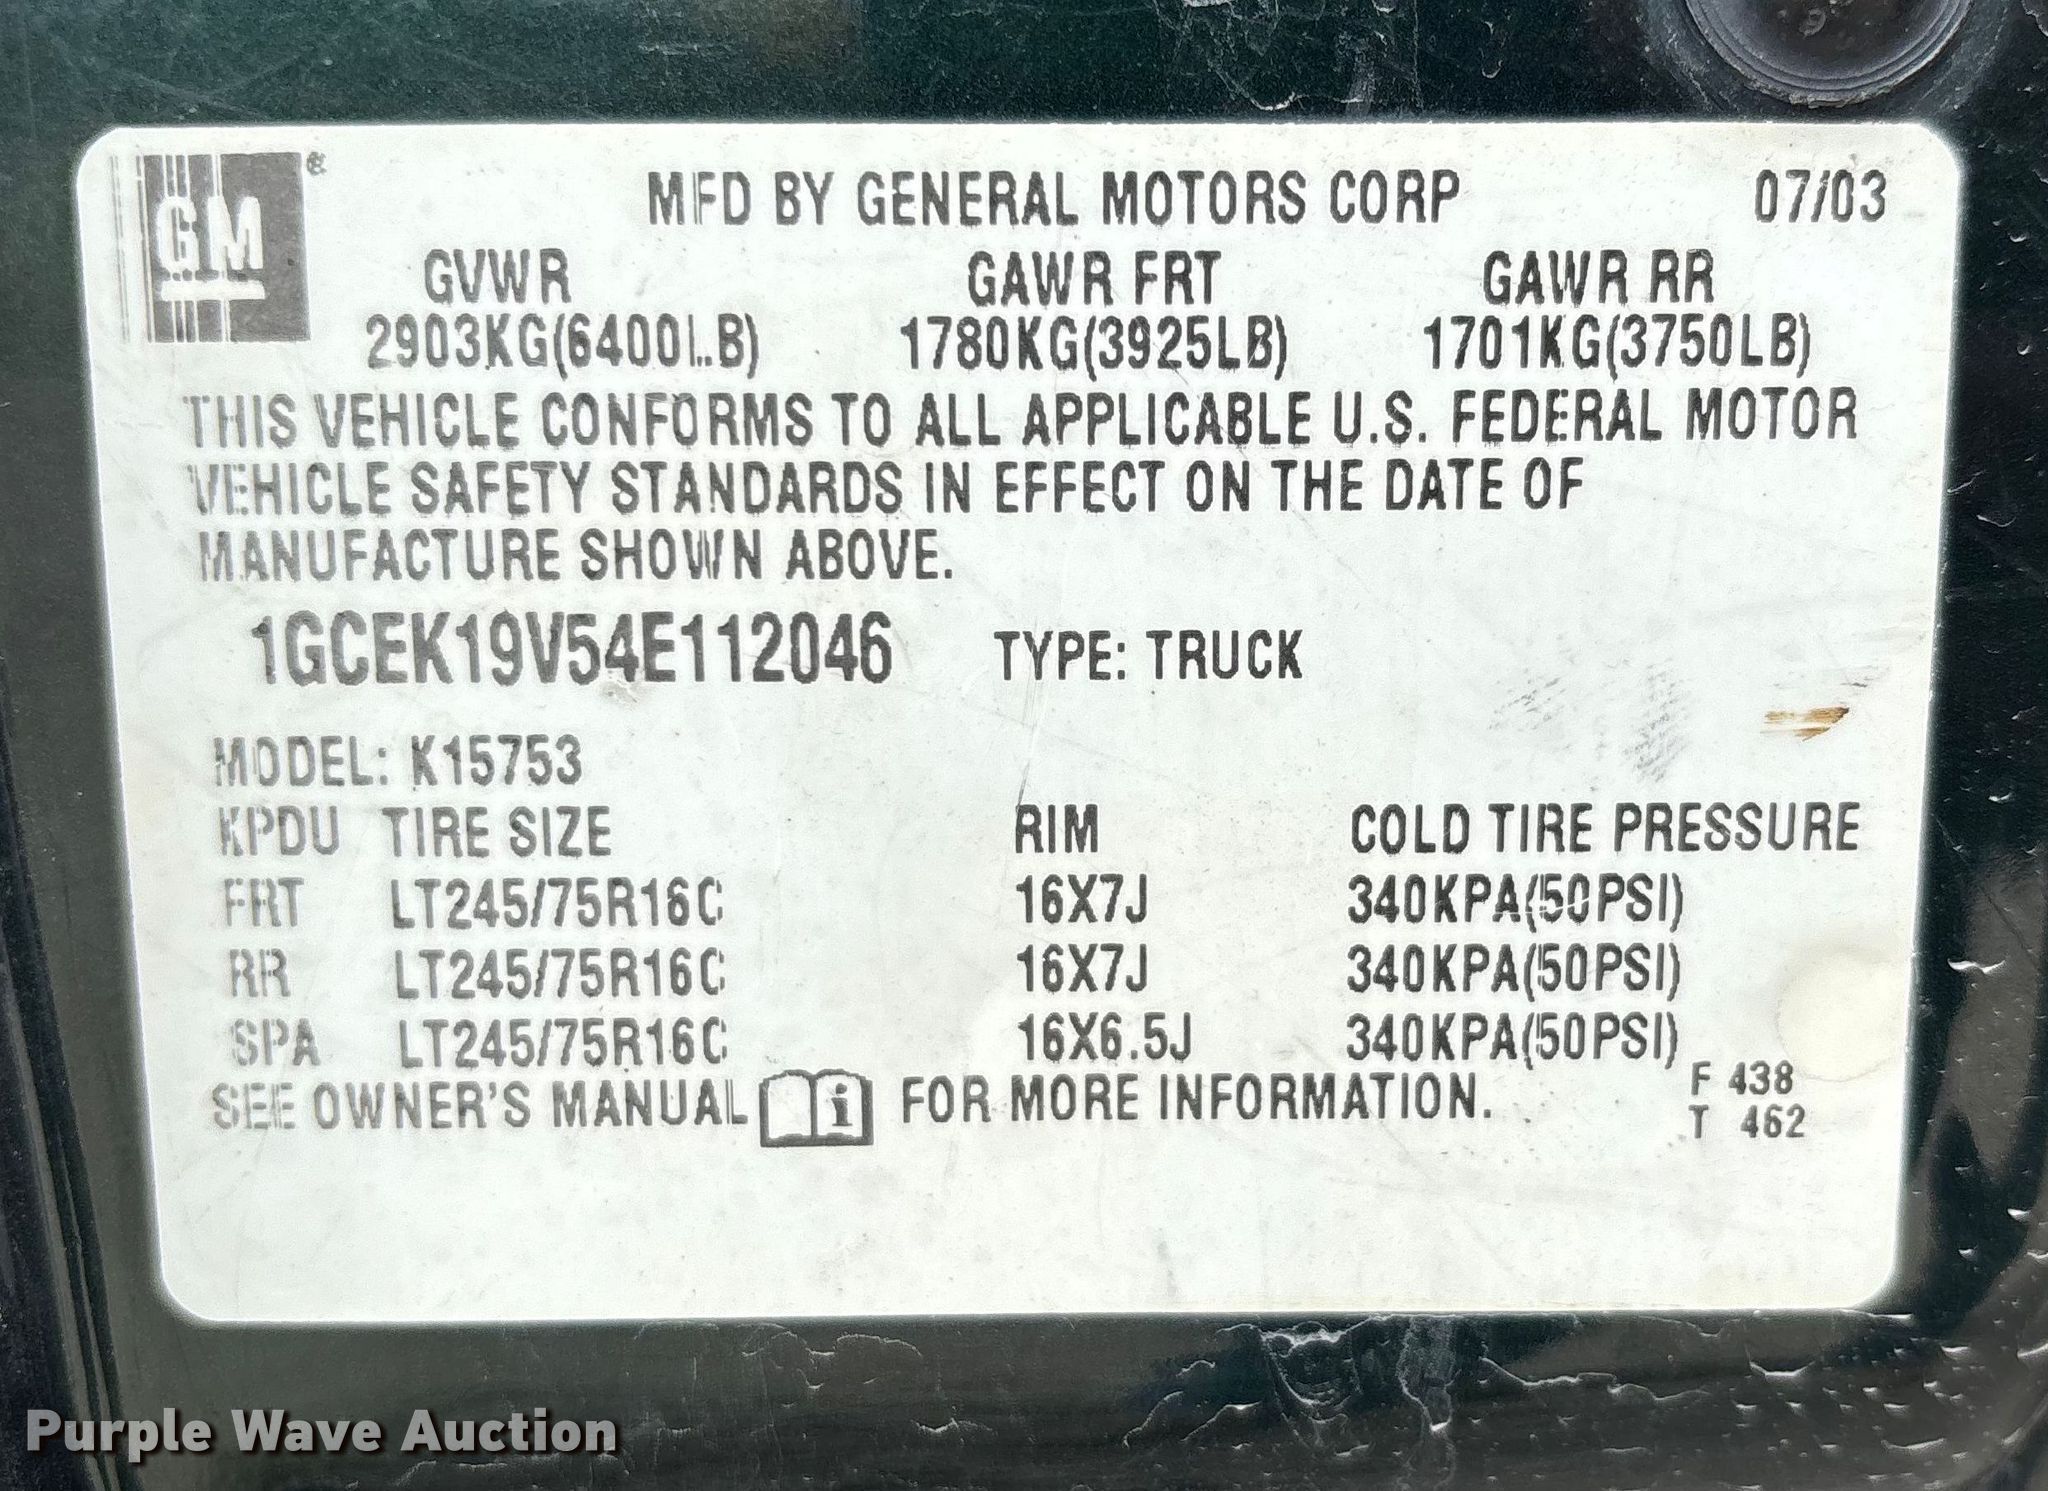 GM®
MFD BY GENERAL MOTORS CORP 07/03
GVWR GAWR FRT GAWR RR
2903KG(6400LB) 1780KG(3925LB) 1701KG(3750LB)
THIS VEHICLE CONFORMS TO ALL APPLICABLE U.S. FEDERAL MOTOR
VEHICLE SAFETY STANDARDS IN EFFECT ON THE DATE OF
MANUFACTURE SHOWN ABOVE.
1GCEK19V54E112046 TYPE: TRUCK
MODEL: K15753
KPDU TIRE SIZE RIM COLD TIRE PRESSURE
FRT LT245/75R16C 16X7J 340KPA(50PSI)
RR LT245/75R16C 16X7J 340KPA(50PSI)
SPA LT245/75R16C 16X6.5J 340KPA(50PSI)
SEE OWNER'S MANUAL i FOR MORE INFORMATION.
F 438
T 462
Purple Wave Auction